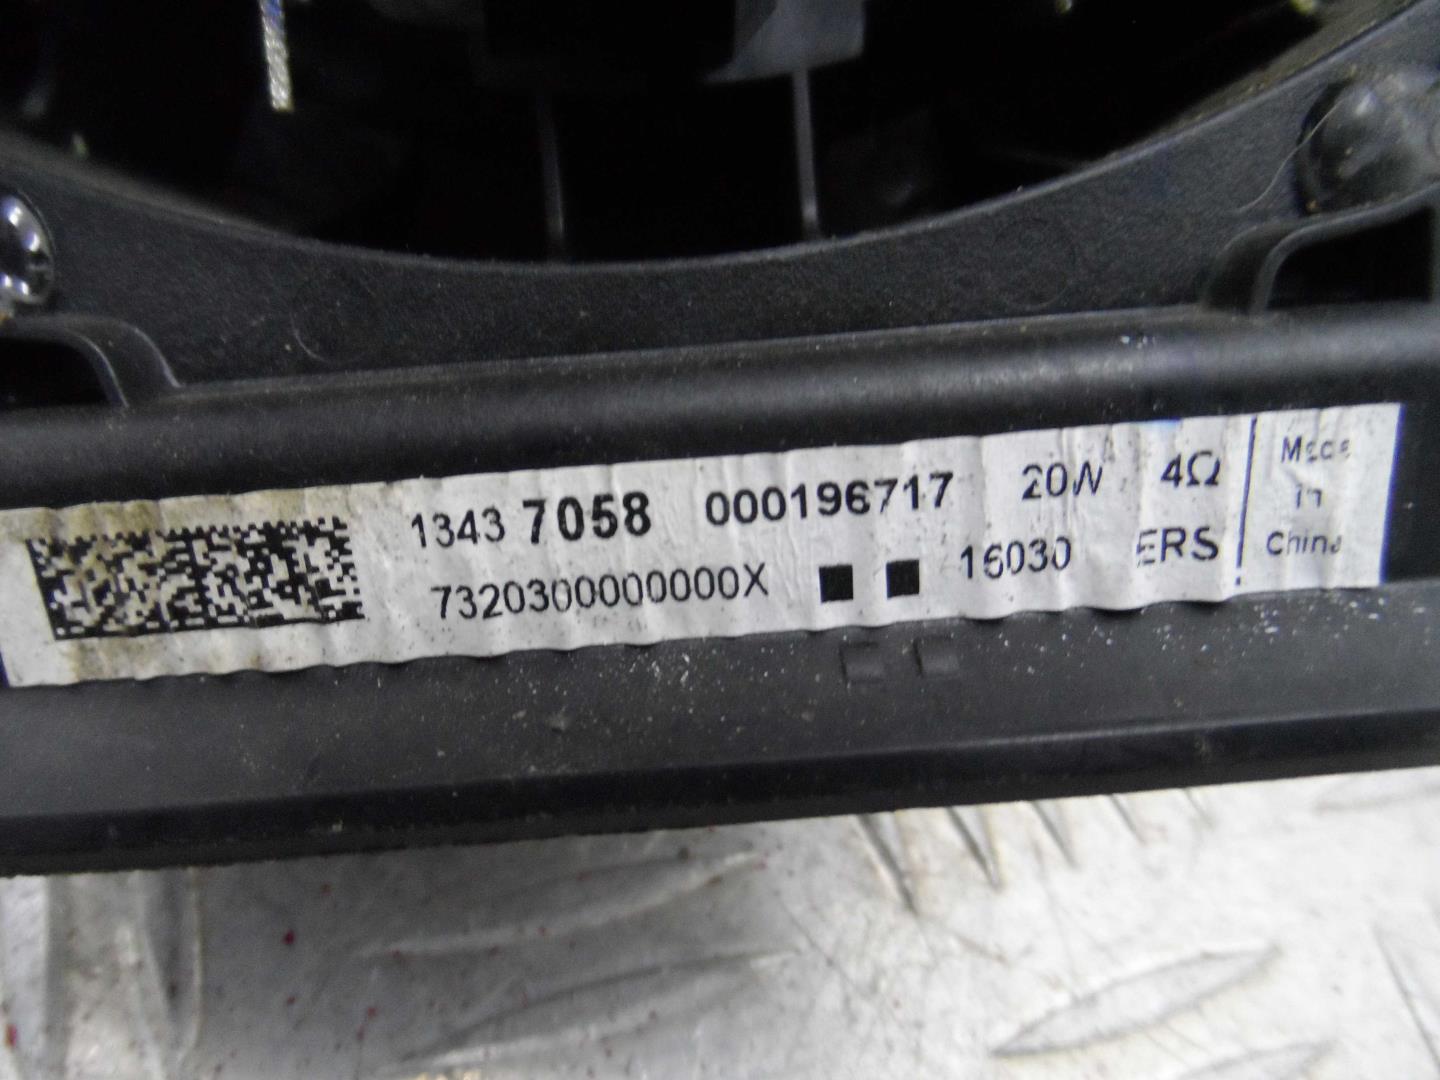 1343 7058 000196717 20W 4Ω
7320300000000X 16030 ERS
Made
in
China